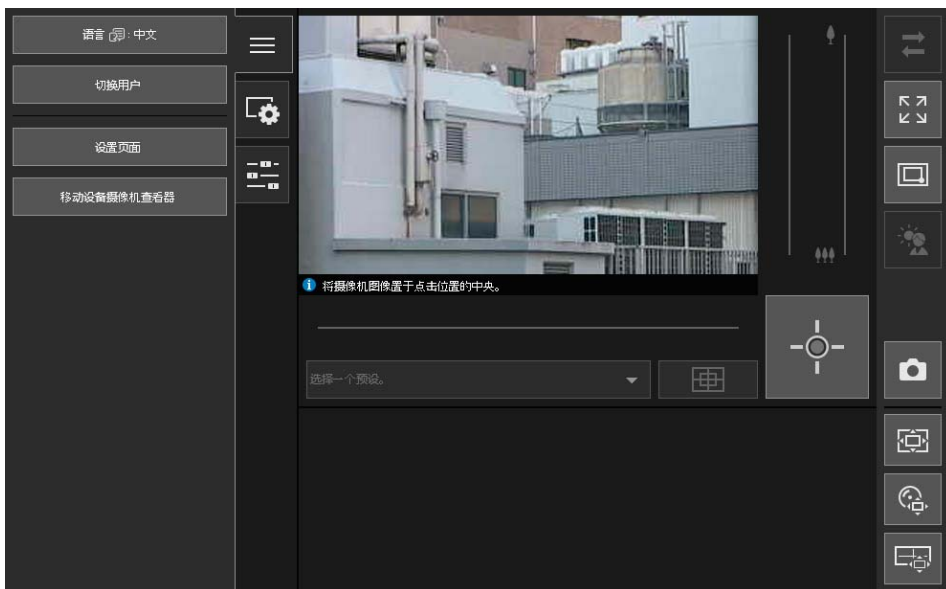 语言 : 中文
切换用户
设置页面
移动设备摄像机查看器
将摄像机图像置于点击位置的中央。
选择一个预设。